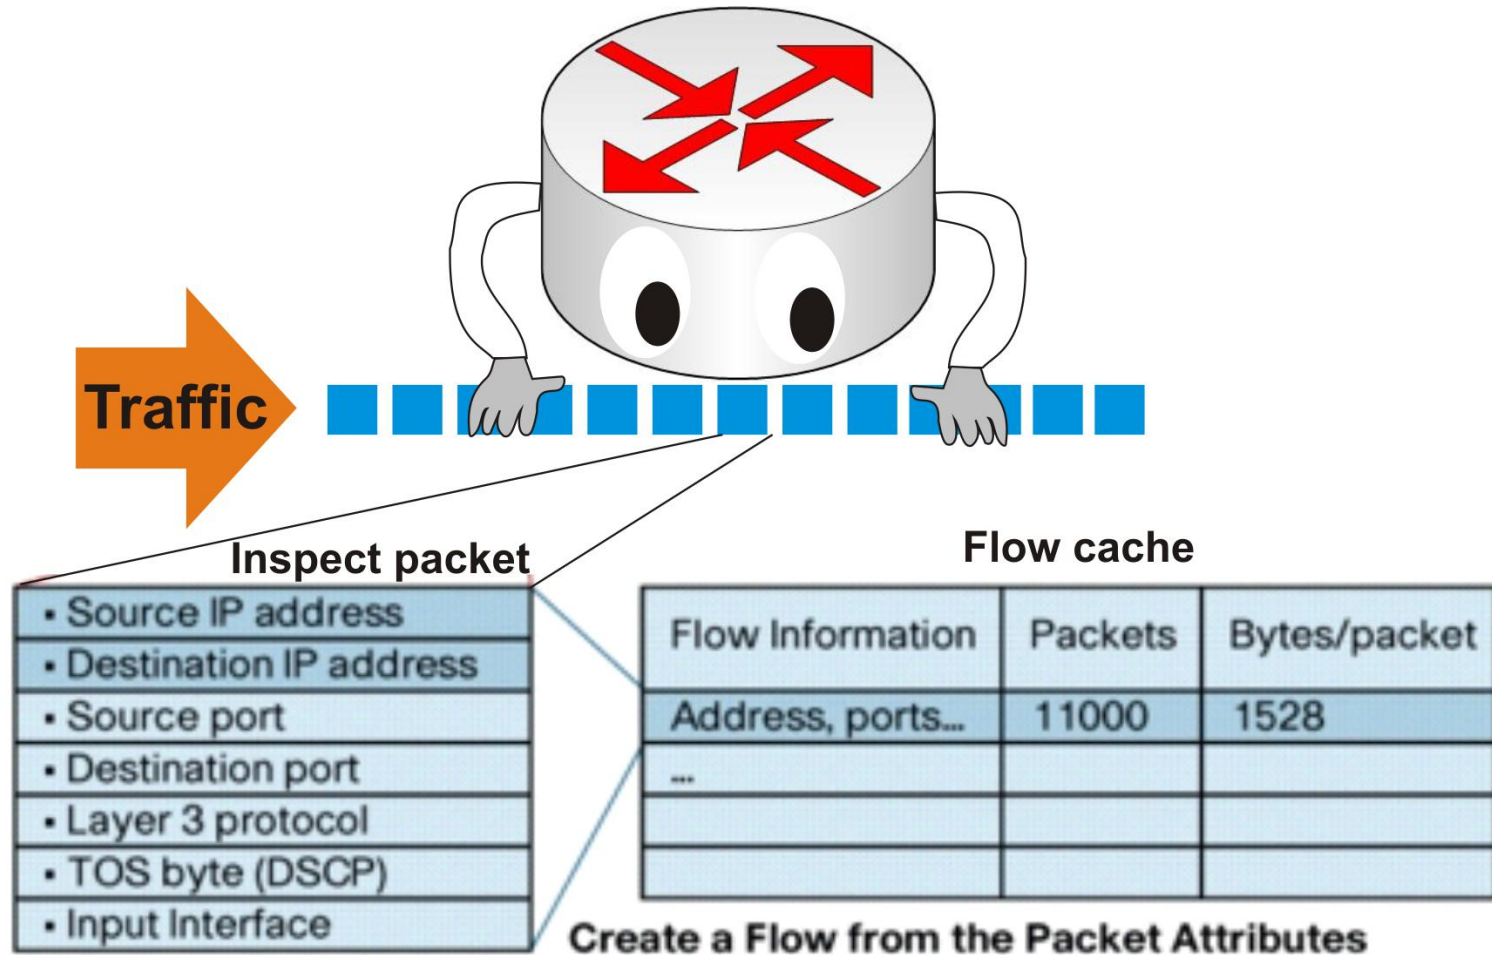 Traffic
Inspect packet
▪ Source IP address
▪ Destination IP address
▪ Source port
▪ Destination port
▪ Layer 3 protocol
▪ TOS byte (DSCP)
▪ Input Interface
Flow cache
Flow Information Packets Bytes/packet
Address, ports... 11000 1528
...
Create a Flow from the Packet Attributes